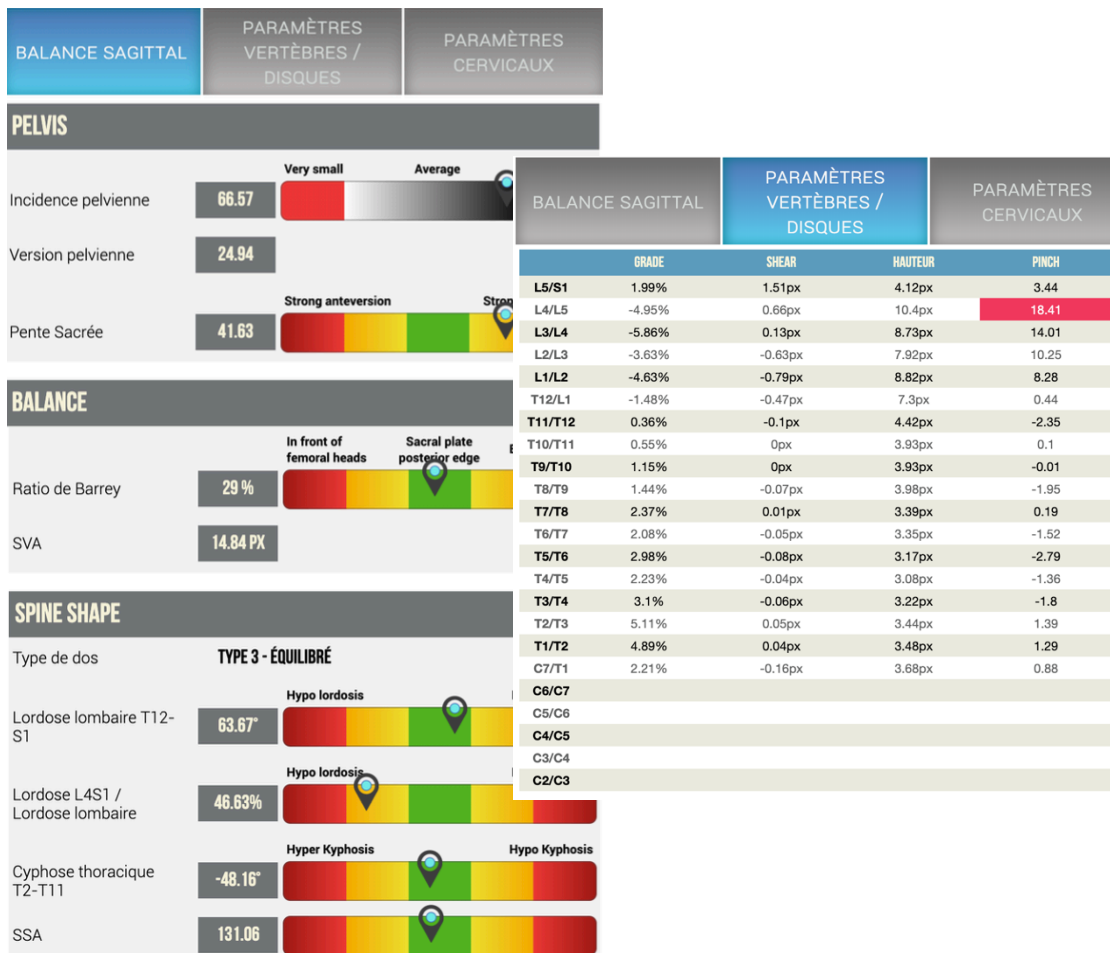 BALANCE SAGITTAL
PARAMÈTRES
VERTÈBRES /
DISQUES
PARAMÈTRES
CERVICAUX
PELVIS
Very small Average
Incidence pelvienne 66.57
Version pelvienne 24.94
Strong anteversion
Pente Sacrée 41.63
BALANCE
In front of
femoral heads
Sacral plate
posterior edge
Ratio de Barrey 29 %
SVA 14.84 PX
SPINE SHAPE
Type de dos TYPE 3 - ÉQUILIBRÉ
Hypo lordosis
Lordose lombaire T12-
S1
63.67°
Hypo lordosis
Lordose L4S1 /
Lordose lombaire
46.63%
Hyper Kyphosis Hypo Kyphosis
Cyphose thoracique
T2-T11
-48.16°
SSA 131.06
BALANCE SAGITTAL
PARAMÈTRES
VERTÈBRES /
DISQUES
PARAMÈTRES
CERVICAUX
GRADE SHEAR HAUTEUR PINCH
L5/S1 1.99% 1.51px 4.12px 3.44
L4/L5 -4.95% 0.66px 10.4px 18.41
L3/L4 -5.86% 0.13px 8.73px 14.01
L2/L3 -3.63% -0.63px 7.92px 10.25
L1/L2 -4.63% -0.79px 8.82px 8.28
T12/L1 -1.48% -0.47px 7.3px 0.44
T11/T12 0.36% -0.1px 4.42px -2.35
T10/T11 0.55% 0px 3.93px 0.1
T9/T10 1.15% 0px 3.93px -0.01
T8/T9 1.44% -0.07px 3.98px -1.95
T7/T8 2.37% 0.01px 3.39px 0.19
T6/T7 2.08% -0.05px 3.35px -1.52
T5/T6 2.98% -0.08px 3.17px -2.79
T4/T5 2.23% -0.04px 3.08px -1.36
T3/T4 3.1% -0.06px 3.22px -1.8
T2/T3 5.11% 0.05px 3.44px 1.39
T1/T2 4.89% 0.04px 3.48px 1.29
C7/T1 2.21% -0.16px 3.68px 0.88
C6/C7
C5/C6
C4/C5
C3/C4
C2/C3